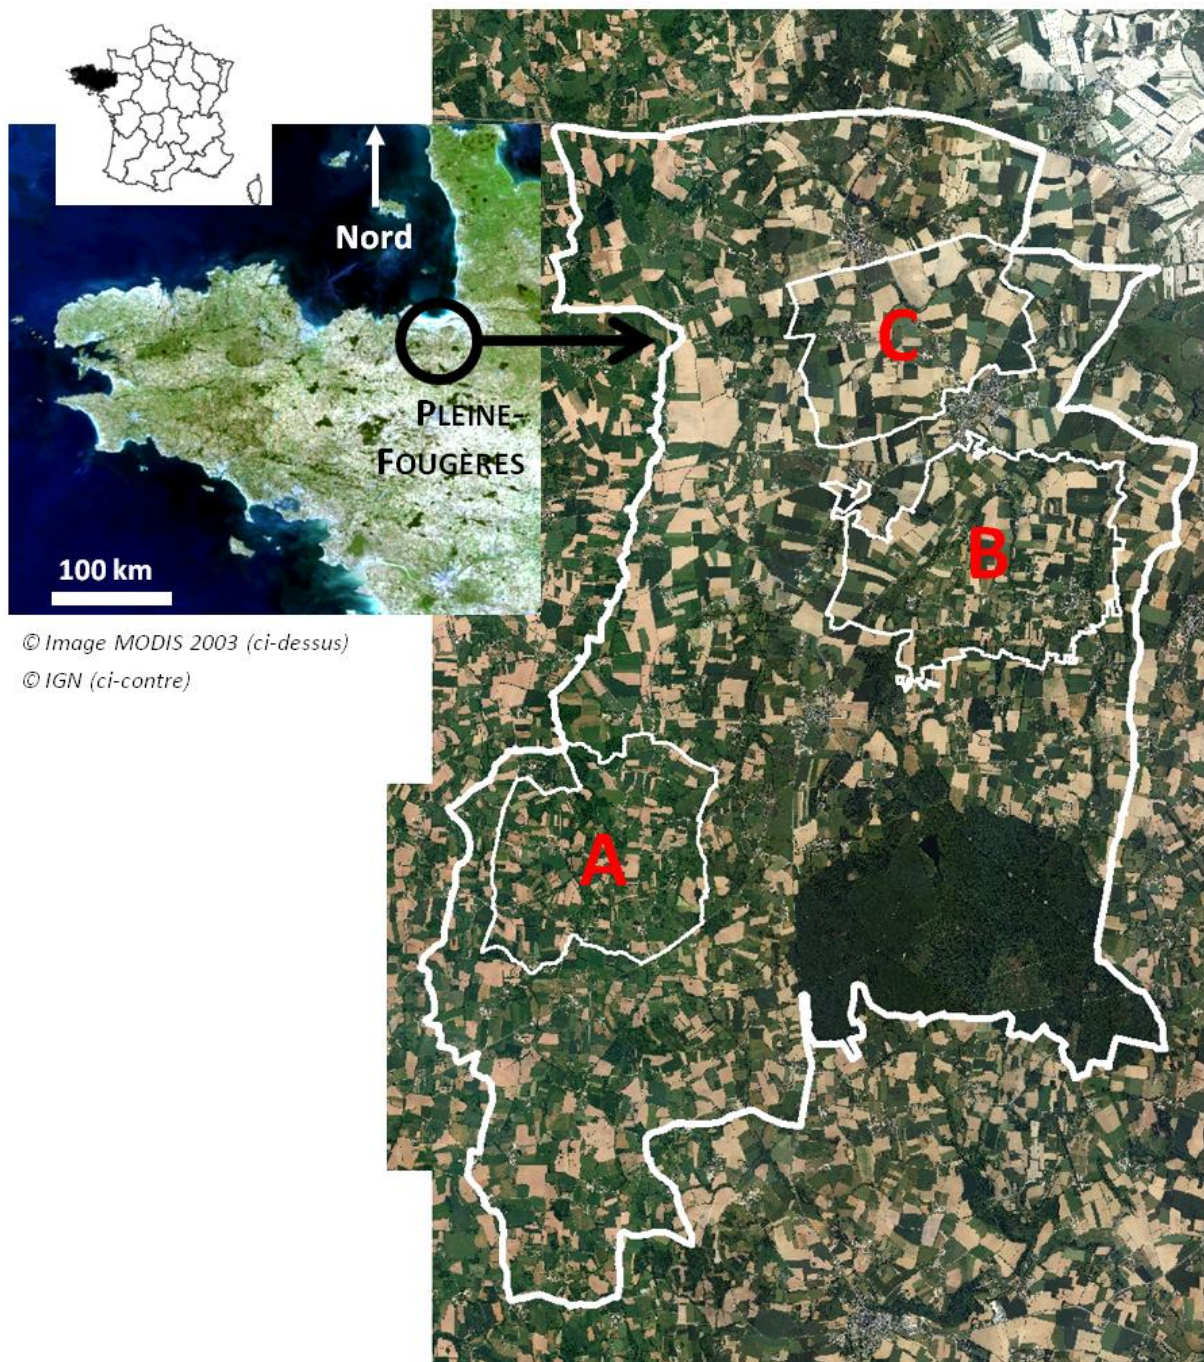 Nord
PLEINE-
FOUGÈRES
100 km
© Image MODIS 2003 (ci-dessus)
© IGN (ci-contre)
C
B
A